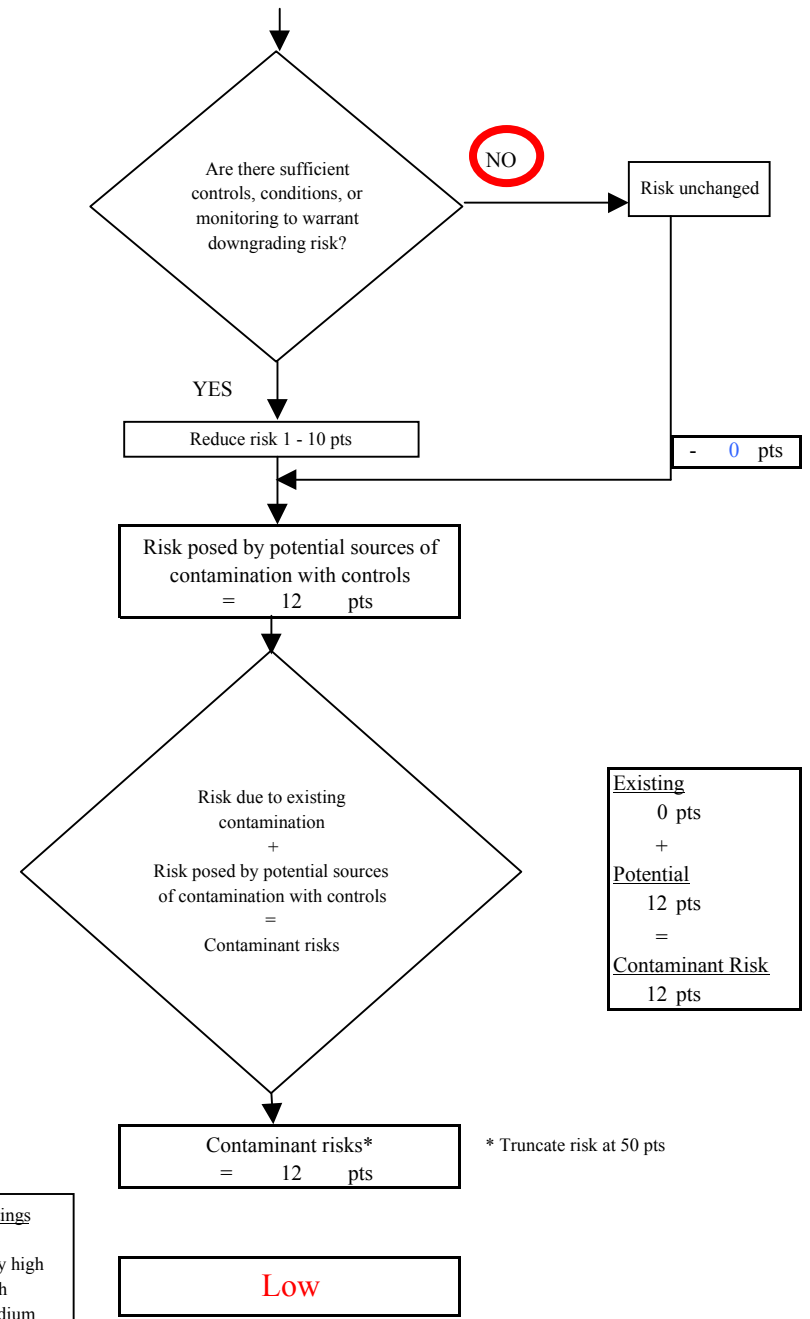 Are there sufficient
controls, conditions, or
monitoring to warrant
downgrading risk?
NO
Risk unchanged
YES
Reduce risk 1 - 10 pts
- 0 pts
Risk posed by potential sources of
contamination with controls
= 12 pts
Risk due to existing
contamination
+
Risk posed by potential sources
of contamination with controls
=
Contaminant risks
Existing
0 pts
+
Potential
12 pts
=
Contaminant Risk
12 pts
Contaminant risks*
= 12 pts
* Truncate risk at 50 pts
high
Low